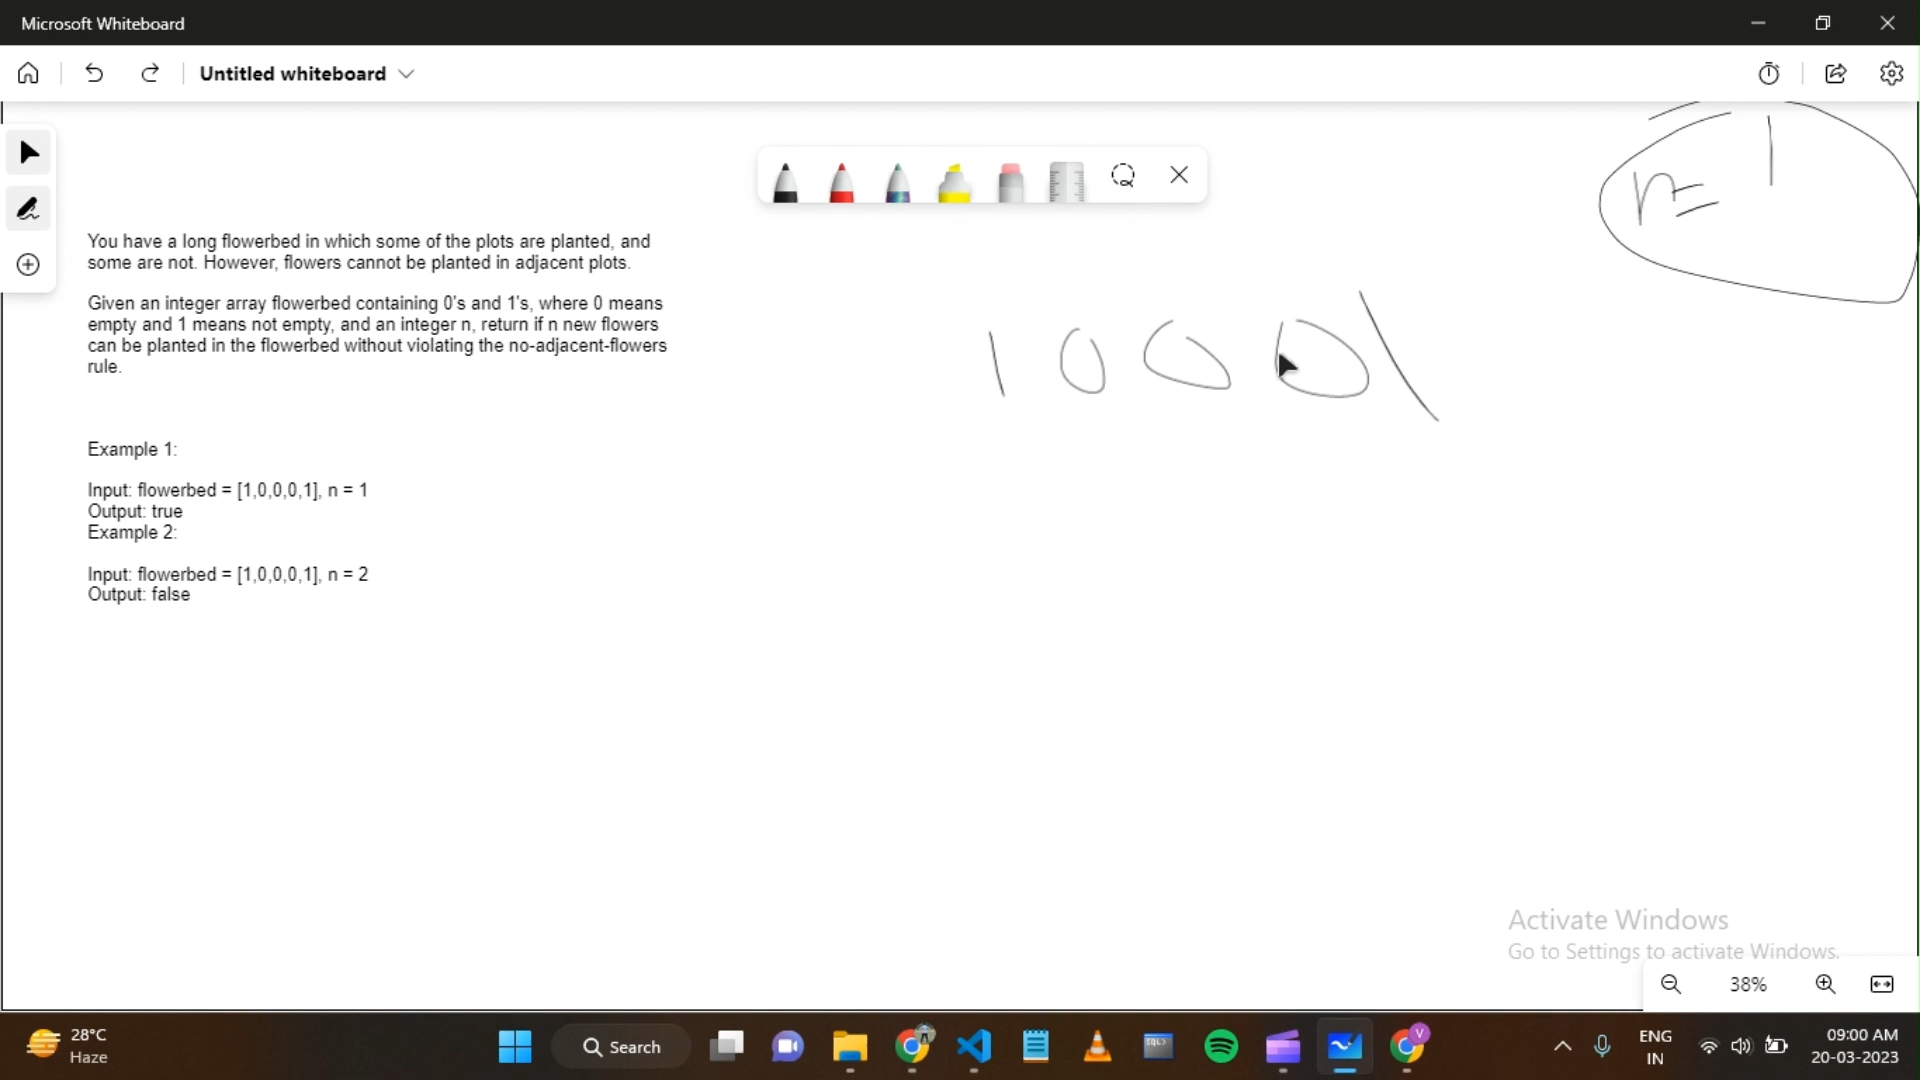 Microsoft Whiteboard
Untitled whiteboard
n= 1
You have a long flowerbed in which some of the plots are planted, and
some are not. However, flowers cannot be planted in adjacent plots.
Given an integer array flowerbed containing 0's and 1's, where 0 means
empty and 1 means not empty, and an integer n, return if n new flowers
can be planted in the flowerbed without violating the no-adjacent-flowers
rule.
1 0 0 0 1
Example 1:
Input: flowerbed = [1,0,0,0,1], n = 1
Output: true
Example 2:
Input: flowerbed = [1,0,0,0,1], n = 2
Output: false
Activate Windows
Go to Settings to activate Windows.
38%
28°C
Haze
Search
SQL>
V
ENG
IN
09:00 AM
20-03-2023